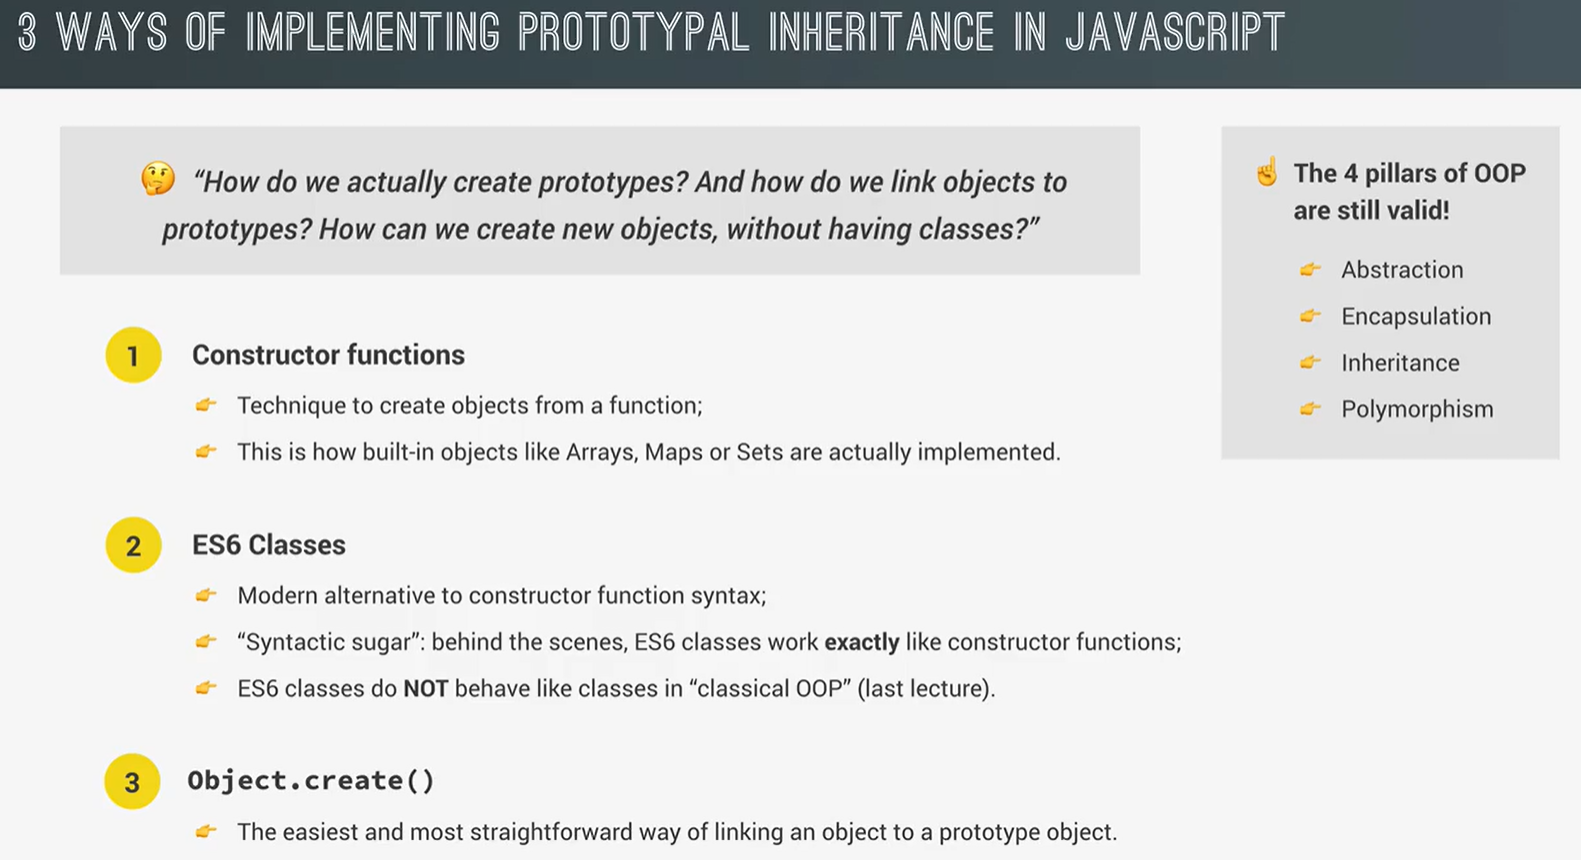 3 WAYS OF IMPLEMENTING PROTOTYPAL INHERITANCE IN JAVASCRIPT
“How do we actually create prototypes? And how do we link objects to
prototypes? How can we create new objects, without having classes?”
1 Constructor functions
Technique to create objects from a function;
This is how built-in objects like Arrays, Maps or Sets are actually implemented.
2 ES6 Classes
Modern alternative to constructor function syntax;
“Syntactic sugar”: behind the scenes, ES6 classes work exactly like constructor functions;
ES6 classes do NOT behave like classes in “classical OOP” (last lecture).
3 Object.create()
The easiest and most straightforward way of linking an object to a prototype object.
The 4 pillars of OOP
are still valid!
Abstraction
Encapsulation
Inheritance
Polymorphism